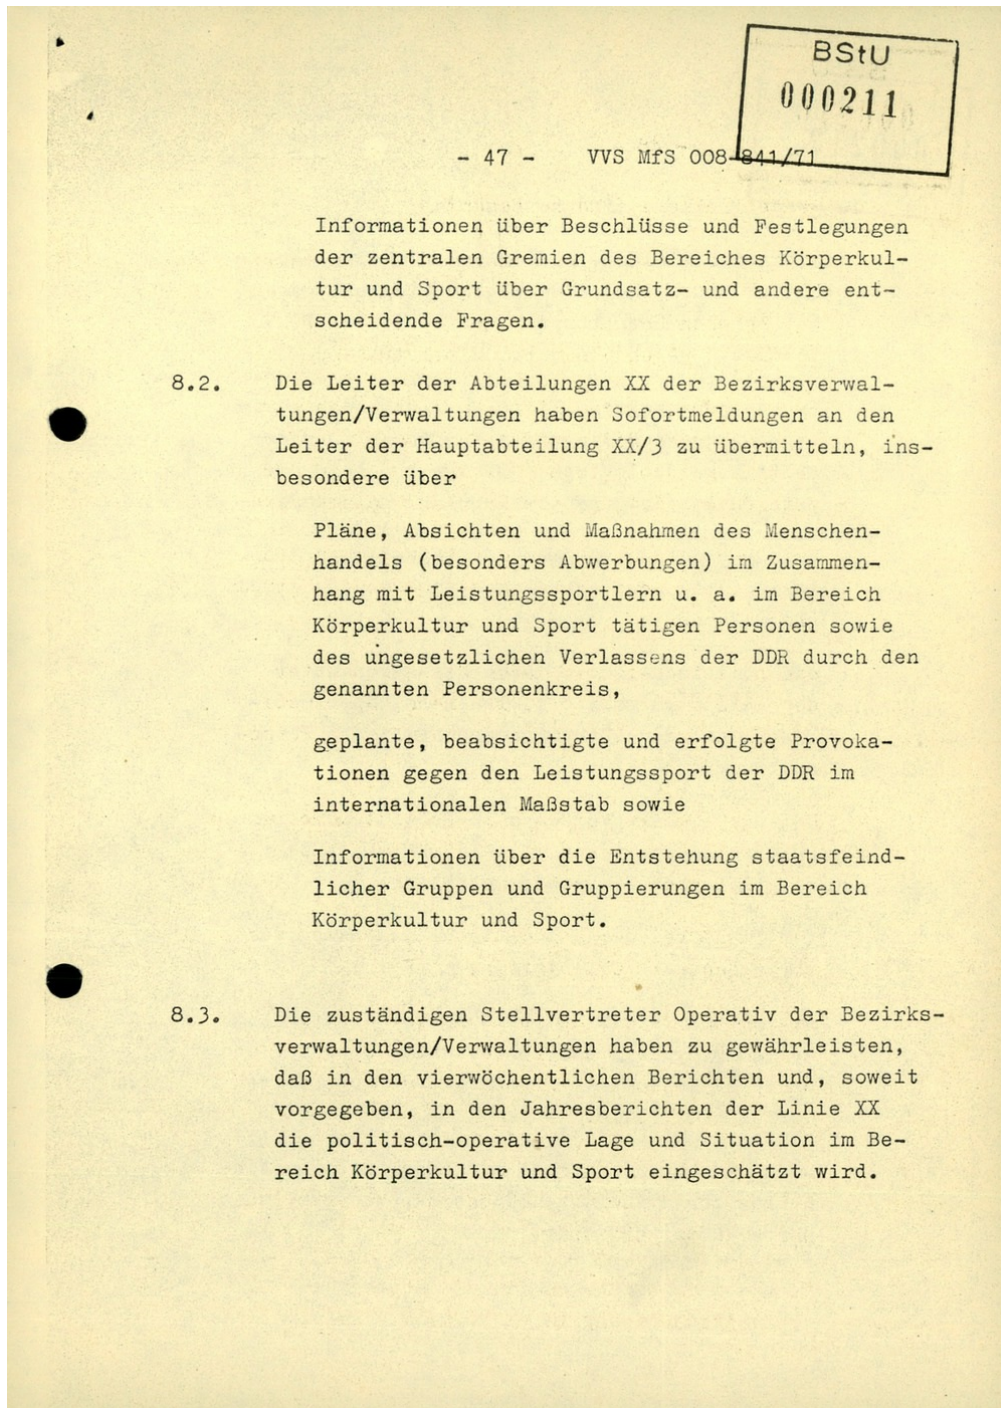 BStU
000211
- 47 - VVS MfS 008-841/71
Informationen über Beschlüsse und Festlegungen
der zentralen Gremien des Bereiches Körperkul-
tur und Sport über Grundsatz- und andere ent-
scheidende Fragen.
8.2. Die Leiter der Abteilungen XX der Bezirksverwal-
tungen/Verwaltungen haben Sofortmeldungen an den
Leiter der Hauptabteilung XX/3 zu übermitteln, ins-
besondere über
Pläne, Absichten und Maßnahmen des Menschen-
handels (besonders Abwerbungen) im Zusammen-
hang mit Leistungssportlern u. a. im Bereich
Körperkultur und Sport tätigen Personen sowie
des ungesetzlichen Verlassens der DDR durch den
genannten Personenkreis,
geplante, beabsichtigte und erfolgte Provoka-
tionen gegen den Leistungssport der DDR im
internationalen Maßstab sowie
Informationen über die Entstehung staatsfeind-
licher Gruppen und Gruppierungen im Bereich
Körperkultur und Sport.
8.3. Die zuständigen Stellvertreter Operativ der Bezirks-
verwaltungen/Verwaltungen haben zu gewährleisten,
daß in den vierwöchentlichen Berichten und, soweit
vorgegeben, in den Jahresberichten der Linie XX
die politisch-operative Lage und Situation im Be-
reich Körperkultur und Sport eingeschätzt wird.